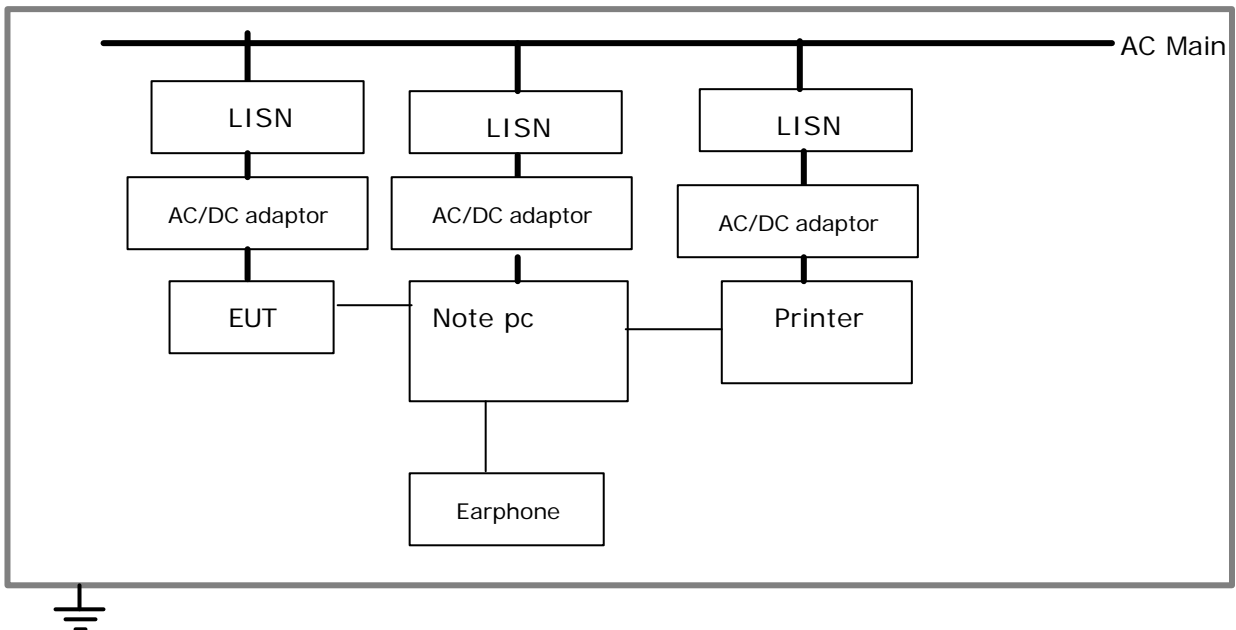 AC Main
LISN
LISN
LISN
AC/DC adaptor
AC/DC adaptor
AC/DC adaptor
EUT
Note pc
Printer
Earphone